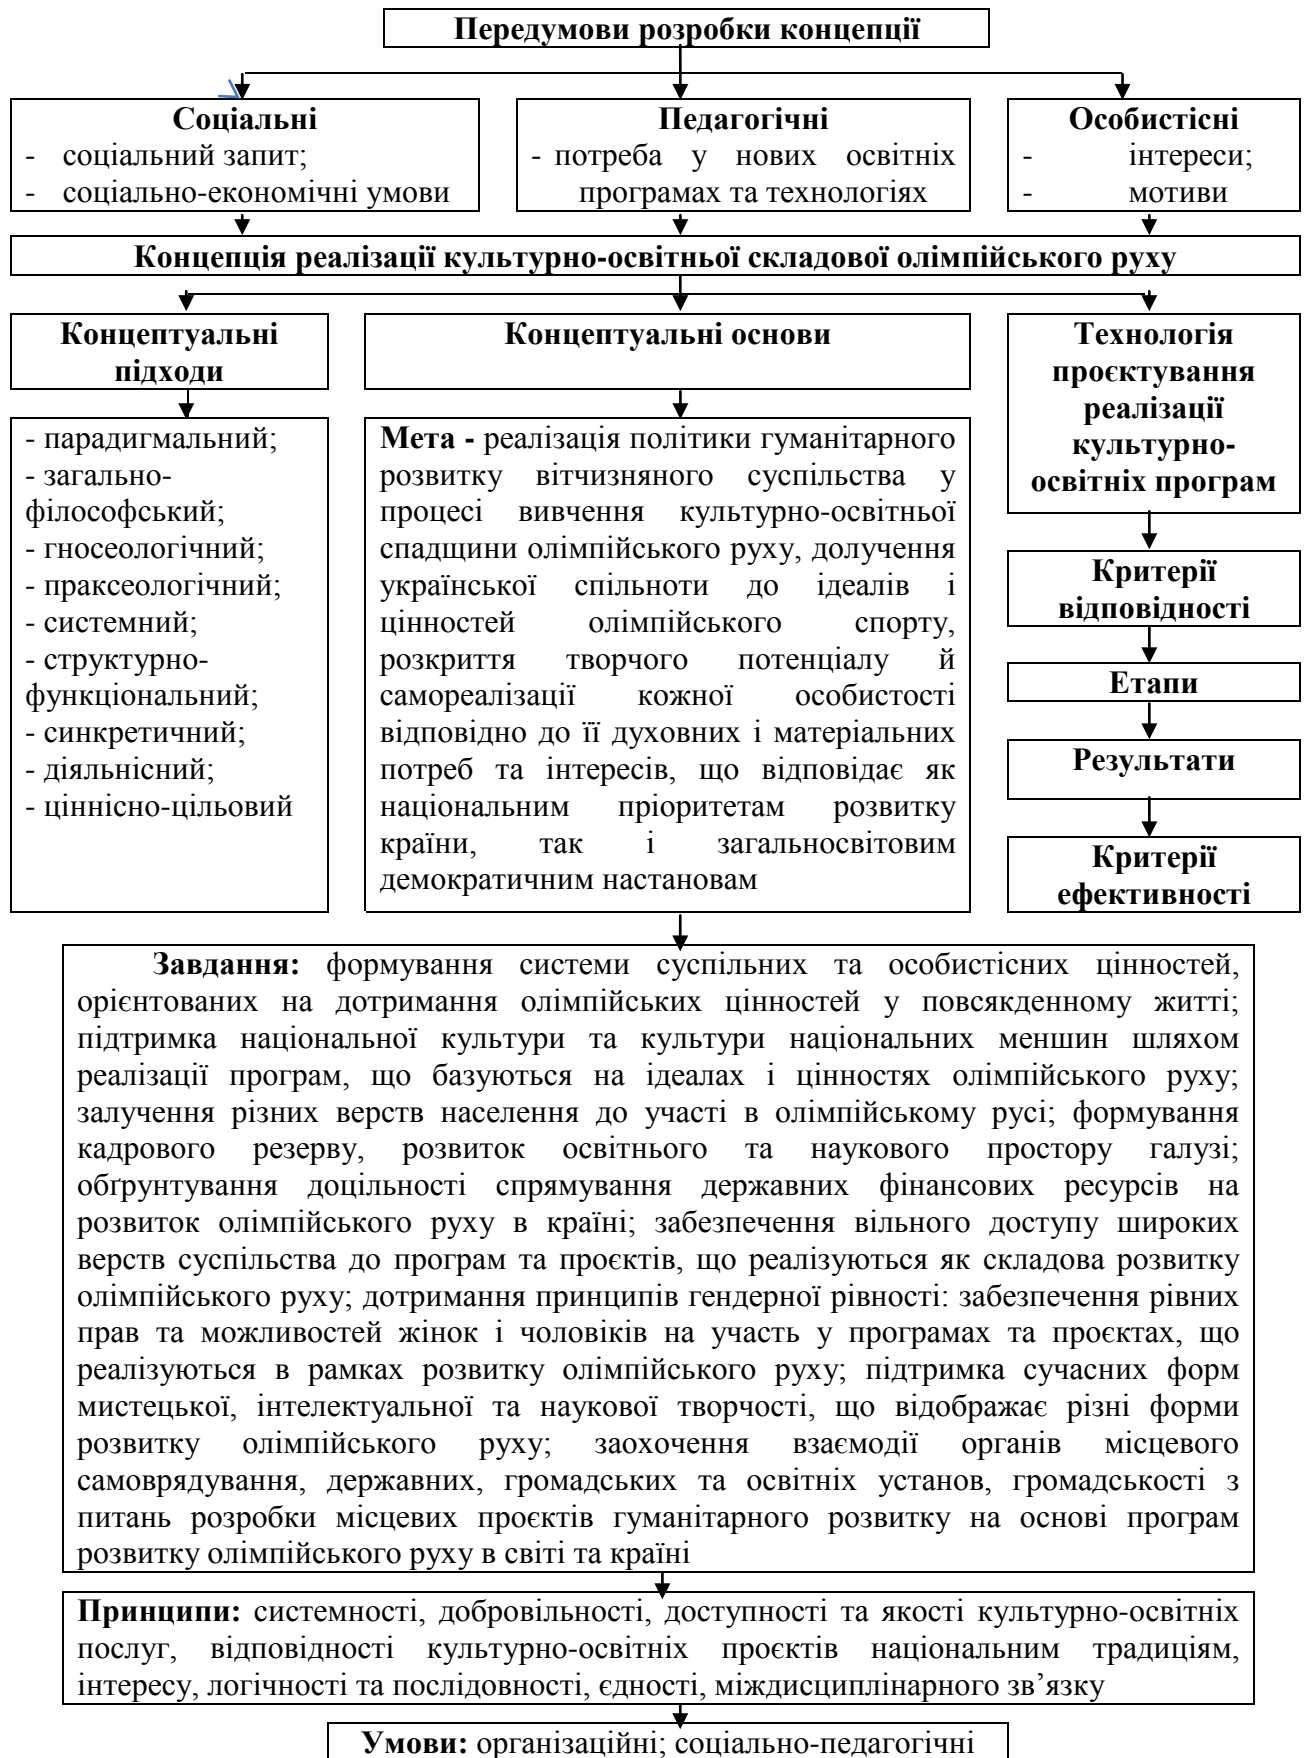 Передумови розробки концепції
Соціальні
- соціальний запит;
- соціально-економічні умови
Педагогічні
- потреба у нових освітніх
програмах та технологіях
Особистісні
- інтереси;
- мотиви
Концепція реалізації культурно-освітньої складової олімпійського руху
Концептуальні
підходи
- парадигмальний;
- загально-
філософський;
- гносеологічний;
- праксеологічний;
- системний;
- структурно-
функціональний;
- синкретичний;
- діяльнісний;
- ціннісно-цільовий
Концептуальні основи
Мета - реалізація політики гуманітарного
розвитку вітчизняного суспільства у
процесі вивчення культурно-освітньої
спадщини олімпійського руху, долучення
української спільноти до ідеалів і
цінностей олімпійського спорту,
розкриття творчого потенціалу й
самореалізації кожної особистості
відповідно до її духовних і матеріальних
потреб та інтересів, що відповідає як
національним пріоритетам розвитку
країни, так і загальносвітовим
демократичним настановам
Технологія
проєктування
реалізації
культурно-
освітніх програм
Критерії
відповідності
Етапи
Результати
Критерії
ефективності
Завдання: формування системи суспільних та особистісних цінностей,
орієнтованих на дотримання олімпійських цінностей у повсякденному житті;
підтримка національної культури та культури національних меншин шляхом
реалізації програм, що базуються на ідеалах і цінностях олімпійського руху;
залучення різних верств населення до участі в олімпійському русі; формування
кадрового резерву, розвиток освітнього та наукового простору галузі;
обґрунтування доцільності спрямування державних фінансових ресурсів на
розвиток олімпійського руху в країні; забезпечення вільного доступу широких
верств суспільства до програм та проєктів, що реалізуються як складова розвитку
олімпійського руху; дотримання принципів гендерної рівності: забезпечення рівних
прав та можливостей жінок і чоловіків на участь у програмах та проєктах, що
реалізуються в рамках розвитку олімпійського руху; підтримка сучасних форм
мистецької, інтелектуальної та наукової творчості, що відображає різні форми
розвитку олімпійського руху; заохочення взаємодії органів місцевого
самоврядування, державних, громадських та освітніх установ, громадськості з
питань розробки місцевих проєктів гуманітарного розвитку на основі програм
розвитку олімпійського руху в світі та країні
Принципи: системності, добровільності, доступності та якості культурно-освітніх
послуг, відповідності культурно-освітніх проєктів національним традиціям,
інтересу, логічності та послідовності, єдності, міждисциплінарного зв’язку
Умови: організаційні; соціально-педагогічні